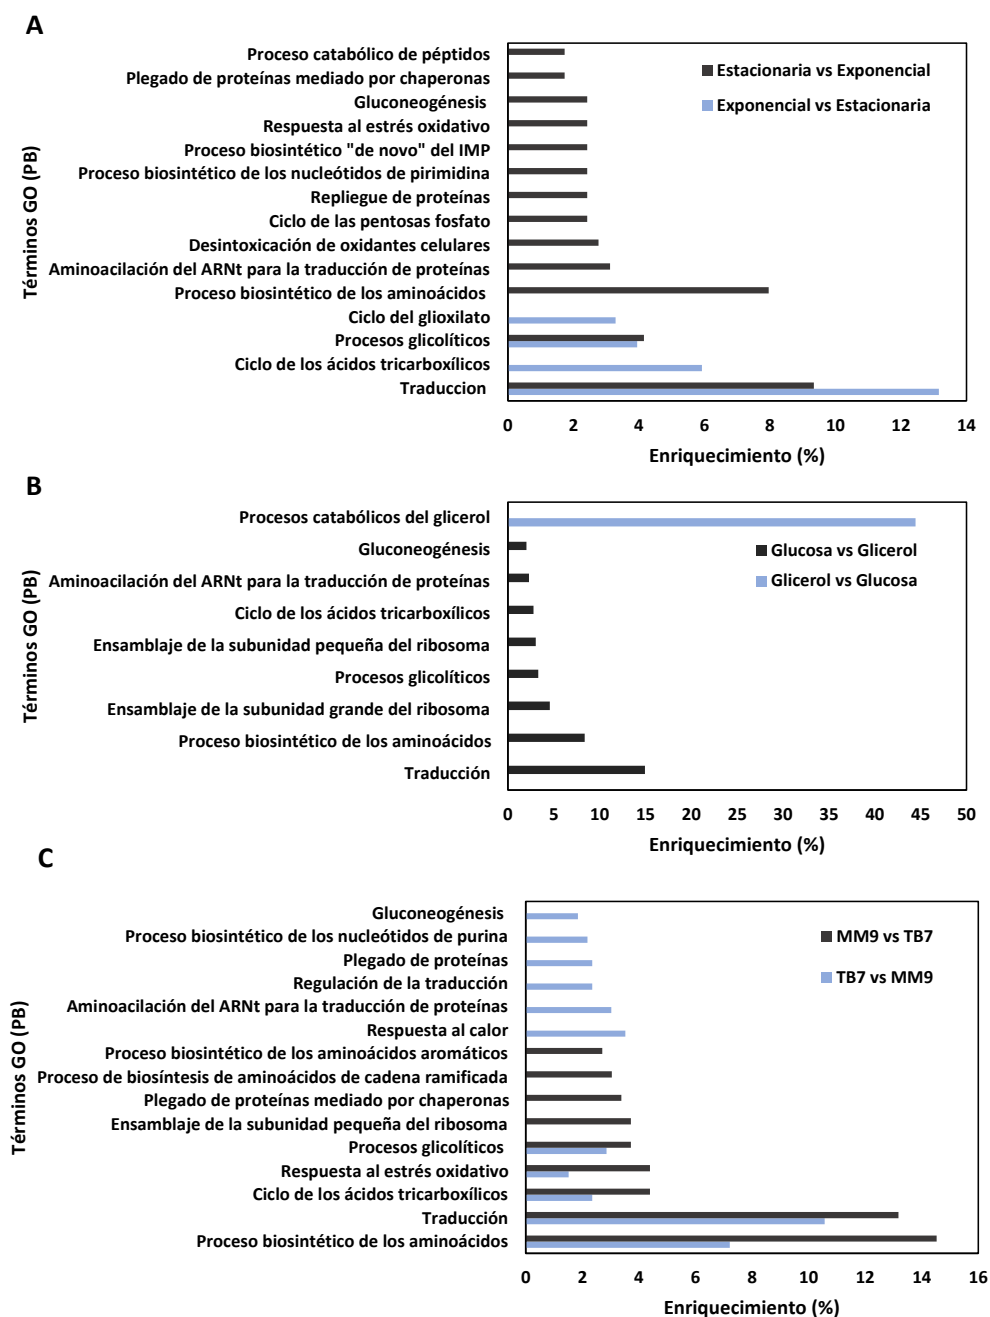 A
Proceso catabólico de péptidos
Plegado de proteínas mediado por chaperonas
Gluconeogénesis
Respuesta al estrés oxidativo
Proceso biosintético "de novo" del IMP
Proceso biosintético de los nucleótidos de pirimidina
Repliegue de proteínas
Ciclo de las pentosas fosfato
Desintoxicación de oxidantes celulares
Aminoacilación del ARNt para la traducción de proteínas
Proceso biosintético de los aminoácidos
Ciclo del glioxilato
Procesos glicolíticos
Ciclo de los ácidos tricarboxílicos
Traduccion
Términos GO (PB)
Estacionaria vs Exponencial
Exponencial vs Estacionaria
0 2 4 6 8 10 12 14
Enriquecimiento (%)
B
Procesos catabólicos del glicerol
Gluconeogénesis
Aminoacilación del ARNt para la traducción de proteínas
Ciclo de los ácidos tricarboxílicos
Ensamblaje de la subunidad pequeña del ribosoma
Procesos glicolíticos
Ensamblaje de la subunidad grande del ribosoma
Proceso biosintético de los aminoácidos
Traducción
Términos GO (PB)
Glucosa vs Glicerol
Glicerol vs Glucosa
0 5 10 15 20 25 30 35 40 45 50
Enriquecimiento (%)
C
Gluconeogénesis
Proceso biosintético de los nucleótidos de purina
Plegado de proteínas
Regulación de la traducción
Aminoacilación del ARNt para la traducción de proteínas
Respuesta al calor
Proceso biosintético de los aminoácidos aromáticos
Proceso de biosíntesis de aminoácidos de cadena ramificada
Plegado de proteínas mediado por chaperonas
Ensamblaje de la subunidad pequeña del ribosoma
Procesos glicolíticos
Respuesta al estrés oxidativo
Ciclo de los ácidos tricarboxílicos
Traducción
Proceso biosintético de los aminoácidos
Términos GO (PB)
MM9 vs TB7
TB7 vs MM9
0 2 4 6 8 10 12 14 16
Enriquecimiento (%)